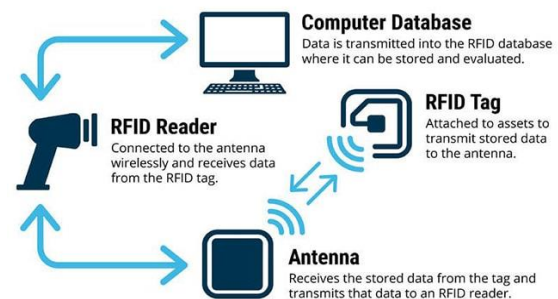 Computer Database
Data is transmitted into the RFID database
where it can be stored and evaluated.
RFID Tag
Attached to assets to
transmit stored data
to the antenna.
RFID Reader
Connected to the antenna
wirelessly and receives data
from the RFID tag.
Antenna
Receives the stored data from the tag and
transmits that data to an RFID reader.